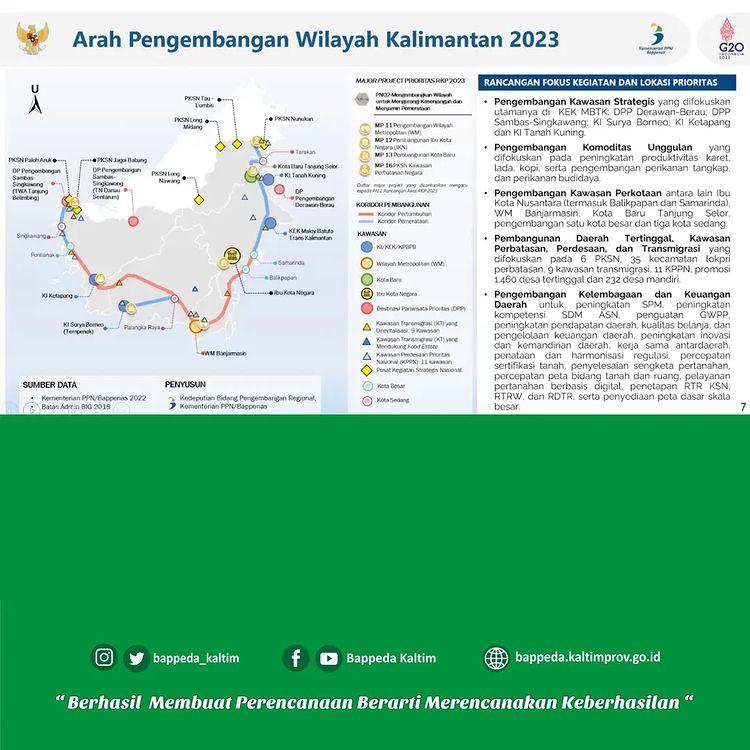 Arah Pengembangan Wilayah Kalimantan 2023
Kementerian PPN/
Bappenas
G20
INDONESIA
2022
U
PKSN Tau -
Lumbis
PKSN Nunukan
PKSN Long
Midang
PKSN Paloh Aruk
PKSN Jagoi Babang
DP Pengembangan
Sambas-
Singkawang
(TWA Tanjung
Belimbing)
DP Pengembangan
Sambas-
Singkawang
(TN Danau
Sentarum)
PKSN Long
Nawang
Tarakan
Kota Baru Tanjung Selor
KI Tanah Kuning
DP
Pengembangan
Derawan-Berau
KEK Maloy Batuta
Trans Kalimantan
Singkawang
Pontianak
Samarinda
Balikpapan
Ibu Kota Negara
KI Ketapang
KI Surya Borneo
(Tempenek)
Palangka Raya
WM Banjarmasin
SUMBER DATA
• Kementerian PPN/Bappenas 2022
• Batas Admin BIG 2018
PENYUSUN
Kedeputian Bidang Pengembangan Regional,
Kementerian PPN/Bappenas
MAJOR PROJECT PRIORITAS RKP 2023
PN02-Mengembangkan Wilayah
untuk Mengurangi Kesenjangan dan
Menjamin Pemerataan
MP 11 Pengembangan Wilayah
Metropolitan (WM)
MP 12 Pembangunan Ibu Kota
Negara (IKN)
MP 13 Pembangunan Kota Baru
MP 16 PKSN Kawasan
Perbatasan Negara
Daftar major project yang dicantumkan mengacu
kepada PN 2 Rancangan Awal RKP 2023
KORIDOR PEMBANGUNAN
Koridor Pertumbuhan
Koridor Pemerataan
KAWASAN
KI/KEK/KPBPB
Wilayah Metropolitan (WM)
Kota Baru
Ibu Kota Negara
Destinasi Pariwisata Prioritas (DPP)
Kawasan Transmigrasi (KT) yang
Direvitalisasi: 9 Kawasan
Kawasan Transmigrasi (KT) yang
Mendukung Food Estate
Kawasan Perdesaan Prioritas
Nasional (KPPN): 11 kawasan
Pusat Kegiatan Strategis Nasional
Kota Besar
Kota Sedang
RANCANGAN FOKUS KEGIATAN DAN LOKASI PRIORITAS
• Pengembangan Kawasan Strategis yang difokuskan
utamanya di KEK MBTK; DPP Derawan-Berau; DPP
Sambas-Singkawang; KI Surya Borneo; KI Ketapang
dan KI Tanah Kuning.
• Pengembangan Komoditas Unggulan yang
difokuskan pada peningkatan produktivitas karet,
lada, kopi, serta pengembangan perikanan tangkap,
dan perikanan budidaya.
• Pengembangan Kawasan Perkotaan antara lain Ibu
Kota Nusantara (termasuk Balikpapan dan Samarinda),
WM Banjarmasin, Kota Baru Tanjung Selor,
pengembangan satu kota besar dan tiga kota sedang.
• Pembangunan Daerah Tertinggal, Kawasan
Perbatasan, Perdesaan, dan Transmigrasi yang
difokuskan pada 6 PKSN, 35 kecamatan lokpri
perbatasan, 9 kawasan transmigrasi, 11 KPPN, promosi
1.460 desa tertinggal dan 232 desa mandiri.
• Pengembangan Kelembagaan dan Keuangan
Daerah untuk peningkatan SPM, peningkatan
kompetensi SDM ASN, penguatan GWPP,
peningkatan pendapatan daerah, kualitas belanja, dan
pengelolaan keuangan daerah, peningkatan inovasi
dan kemandirian daerah, kerja sama antardaerah,
penataan dan harmonisasi regulasi, percepatan
sertifikasi tanah, penyelesaian sengketa pertanahan,
percepatan peta bidang tanah dan ruang, pelayanan
pertanahan berbasis digital, penetapan RTR KSN,
RTRW, dan RDTR, serta penyediaan peta dasar skala
besar.
7
bappeda_kaltim
Bappeda Kaltim
bappeda.kaltimprov.go.id
“ Berhasil Membuat Perencanaan Berarti Merencanakan Keberhasilan “